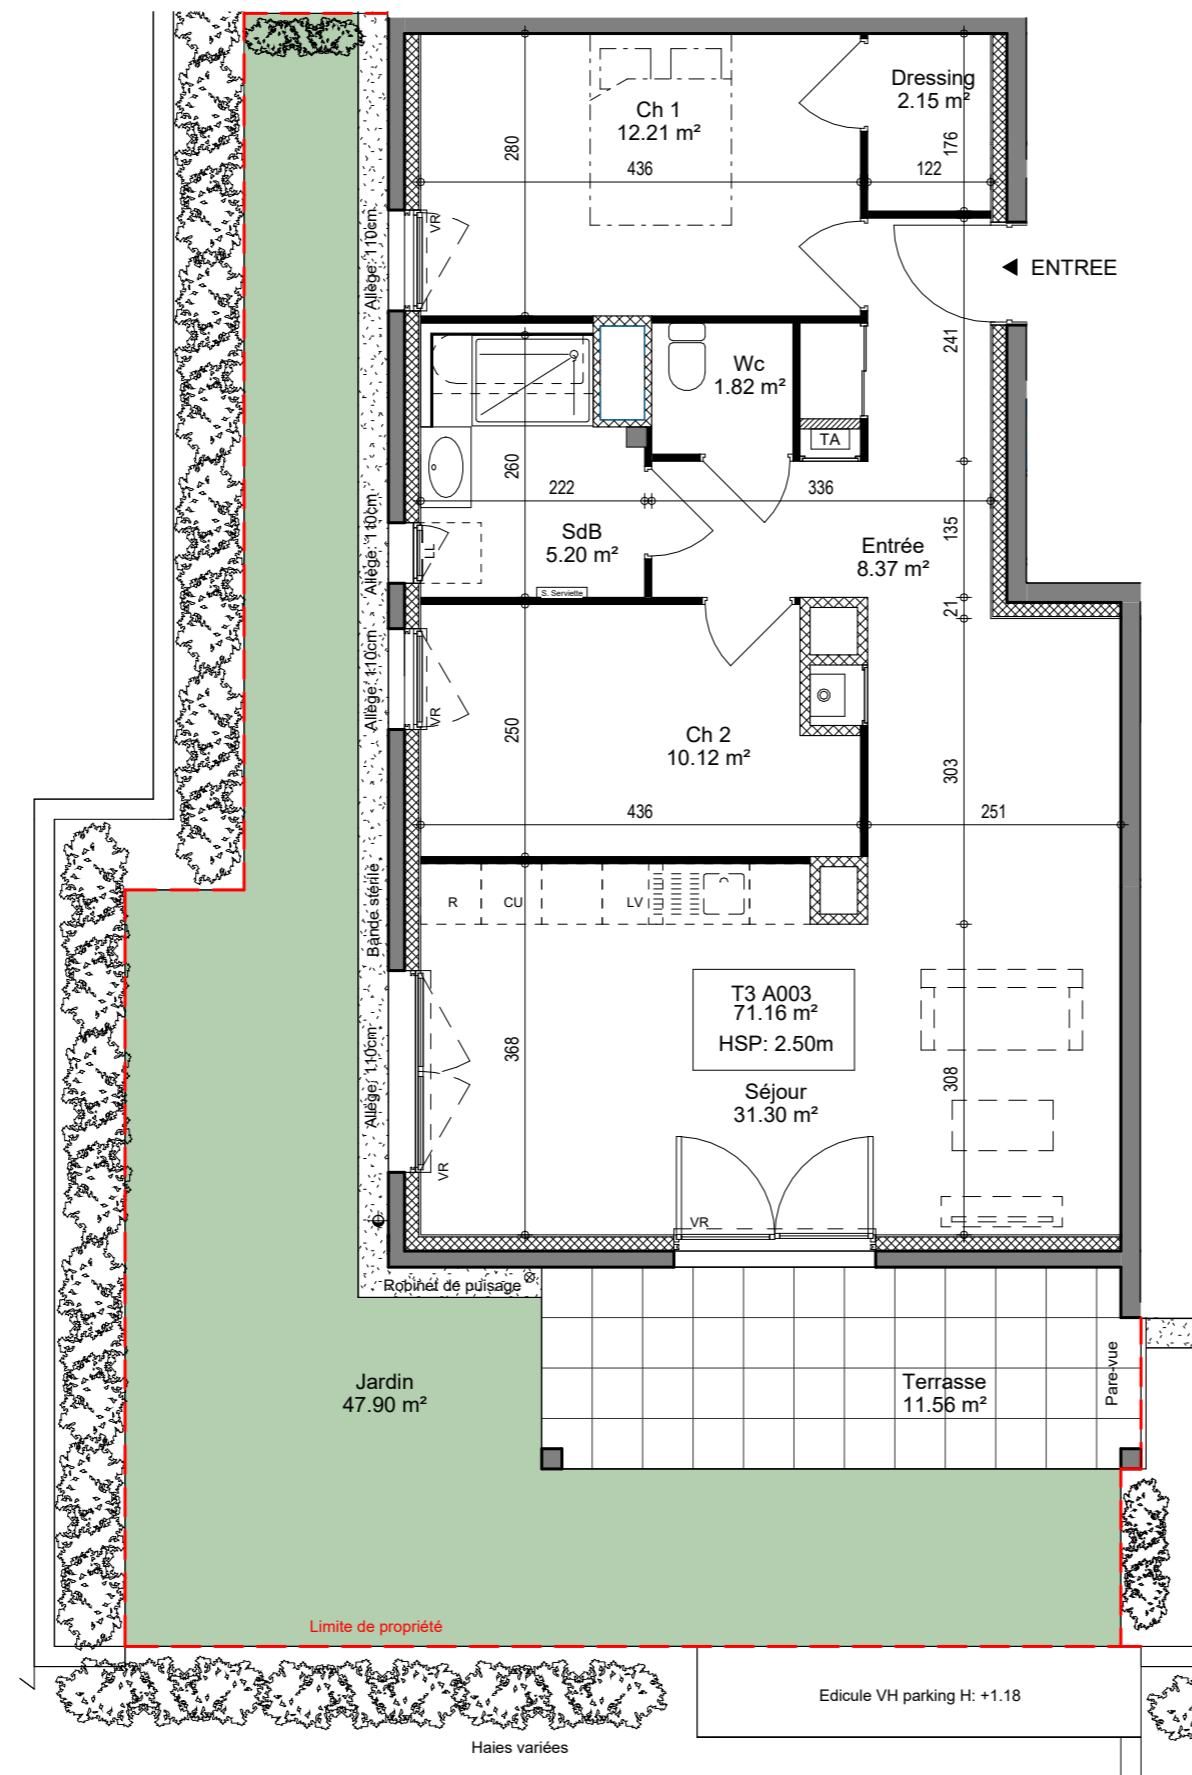 Dressing
2.15 m²
Ch 1
12.21 m²
280
176
436
122
Allège: 110cm
VR
ENTREE
241
Wc
1.82 m²
TA
260
222
336
Allège: 110cm
LL
SdB
5.20 m²
135
Entrée
8.37 m²
S. Serviette
21
Allège: 110cm
VR
250
Ch 2
10.12 m²
303
436
251
Bande stérile
R
CU
LV
T3 A003
71.16 m²
HSP: 2.50m
368
308
Allège: 110cm
Séjour
31.30 m²
VR
VR
Robinet de puisage
Jardin
47.90 m²
Terrasse
11.56 m²
Pare-vue
Limite de propriété
Edicule VH parking H: +1.18
Haies variées